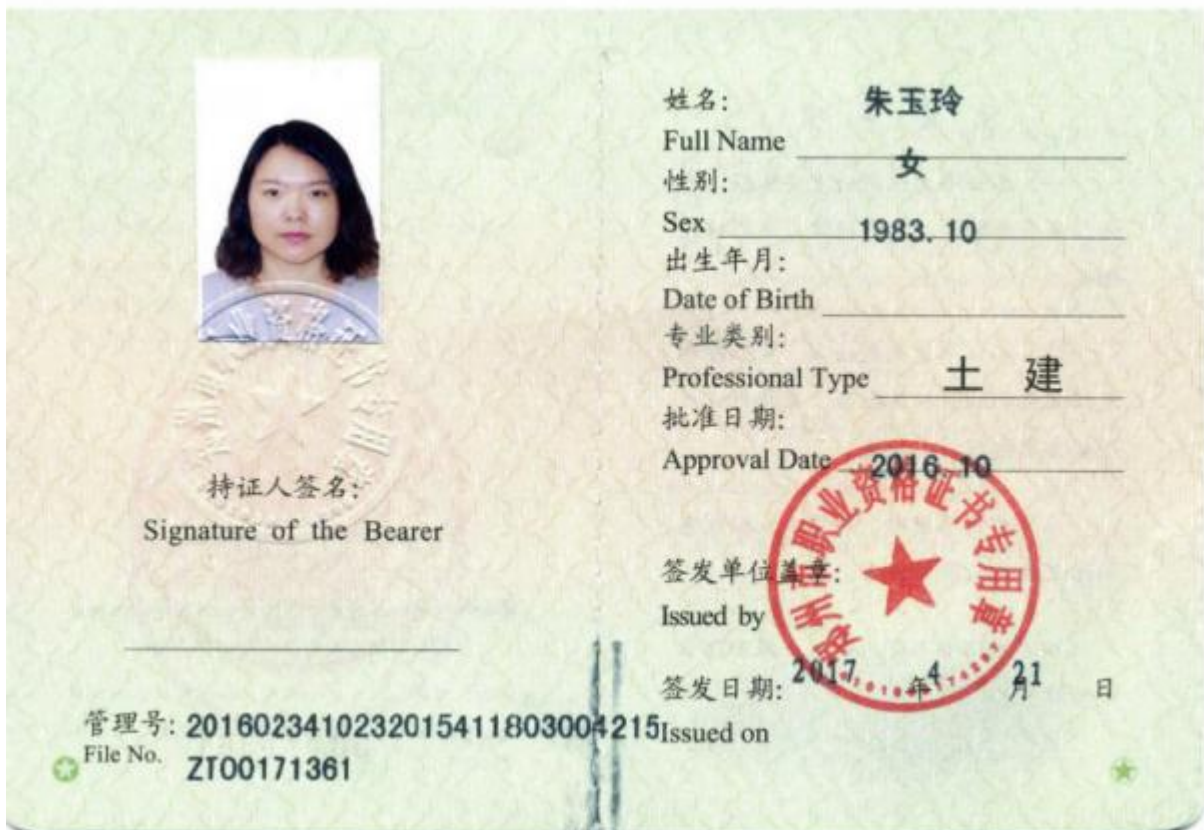 持证人签名:
Signature of the Bearer
管理号: 2016023410232015411803004215
File No.
ZT00171361
姓名: 朱玉玲
Full Name
性别: 女
Sex 1983.10
出生年月:
Date of Birth
专业类别:
Professional Type 土 建
批准日期:
Approval Date 2016.10
签发单位盖章:
Issued by
郑州市职业资格证书专用章
签发日期: 2017 年 4 月 21 日
Issued on